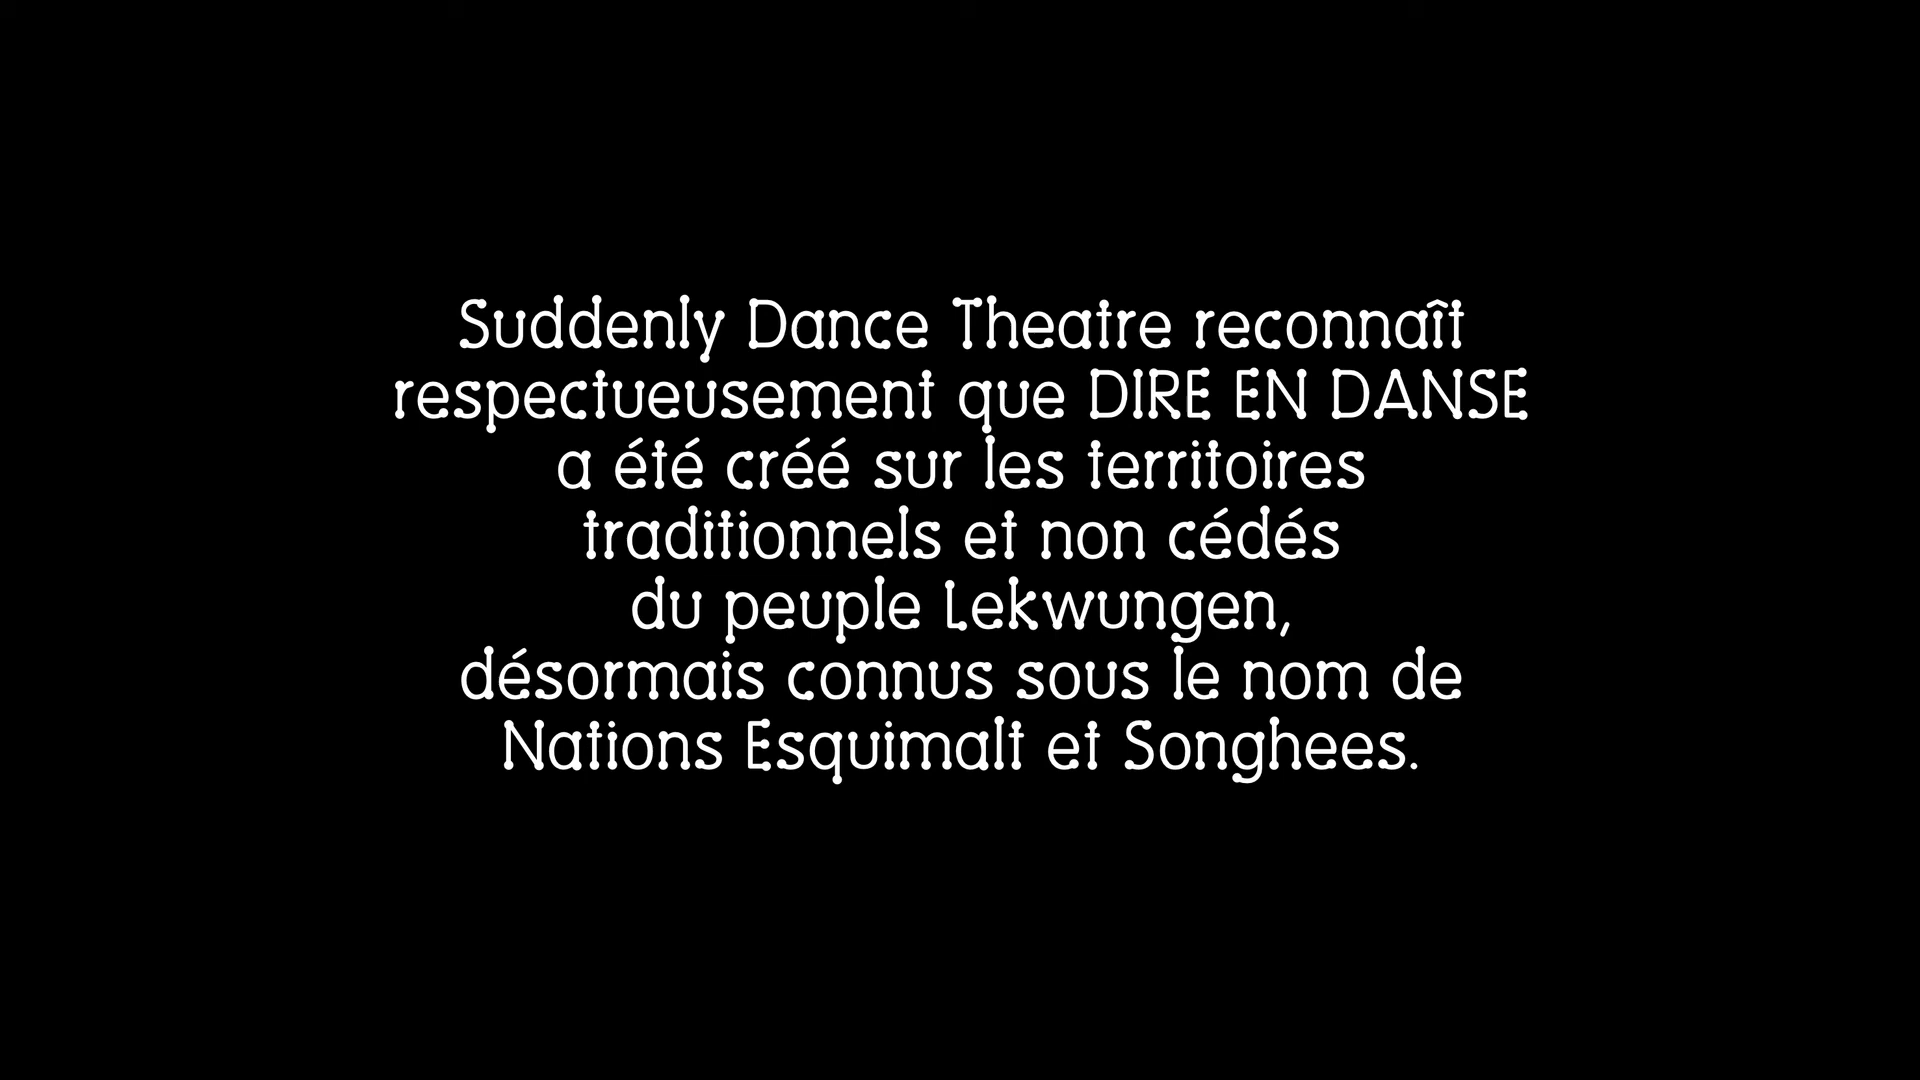 Suddenly Dance Theatre reconnaît
respectueusement que DIRE EN DANSE
a été créé sur les territoires
traditionnels et non cédés
du peuple Lekwungen,
désormais connus sous le nom de
Nations Esquimalt et Songhees.